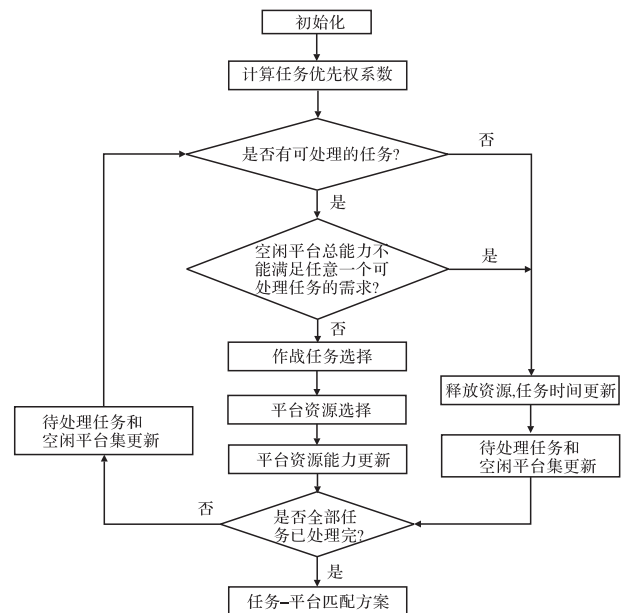 初始化
计算任务优先权系数
是否有可处理的任务?
否
是
空闲平台总能力不
能满足任意一个可
处理任务的需求?
是
否
作战任务选择
平台资源选择
平台资源能力更新
释放资源,任务时间更新
待处理任务和
空闲平台集更新
待处理任务和
空闲平台集更新
否
是否全部任
务已处理完?
是
任务–平台匹配方案